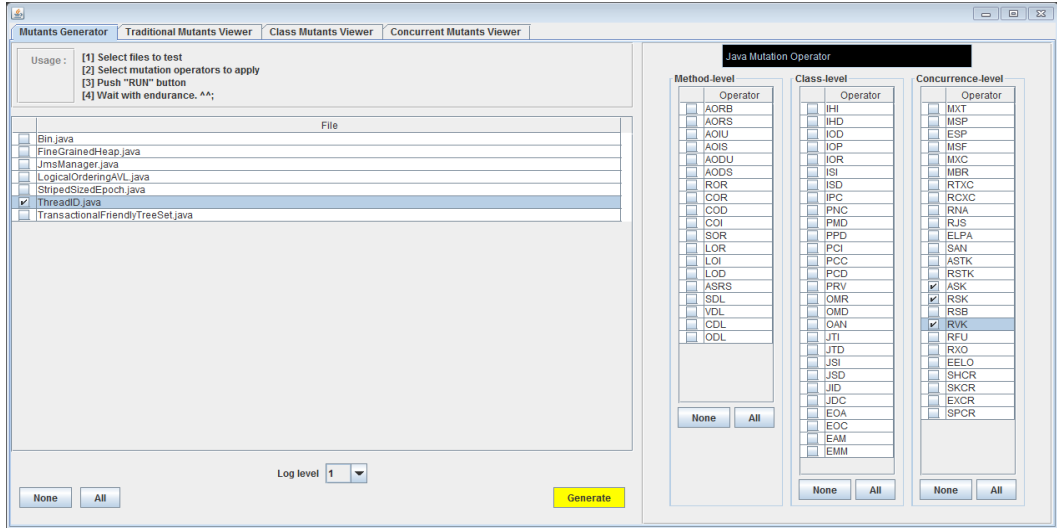 Mutants Generator Traditional Mutants Viewer Class Mutants Viewer Concurrent Mutants Viewer
Usage :
[1] Select files to test
[2] Select mutation operators to apply
[3] Push "RUN" button
[4] Wait with endurance. ^^;
File
Bin.java
FineGrainedHeap.java
JmsManager.java
LogicalOrderingAVL.java
StripedSizedEpoch.java
ThreadID.java
TransactionalFriendlyTreeSet.java
Log level 1
None All Generate
Java Mutation Operator
Method-level
Operator
AORB
AORS
AOIU
AOIS
AODU
AODS
ROR
COR
COD
COI
SOR
LOR
LOI
LOD
ASRS
SDL
VDL
CDL
ODL
None All
Class-level
Operator
IHI
IHD
IOD
IOP
IOR
ISI
ISD
IPC
PNC
PMD
PPD
PCI
PCC
PCD
PRV
OMR
OMD
OAN
JTI
JTD
JSI
JSD
JID
JDC
EOA
EOC
EAM
EMM
None All
Concurrence-level
Operator
MXT
MSP
ESP
MSF
MXC
MBR
RTXC
RCXC
RNA
RJS
ELPA
SAN
ASTK
RSTK
ASK
RSK
RSB
RVK
RFU
RXO
EELO
SHCR
SKCR
EXCR
SPCR
None All